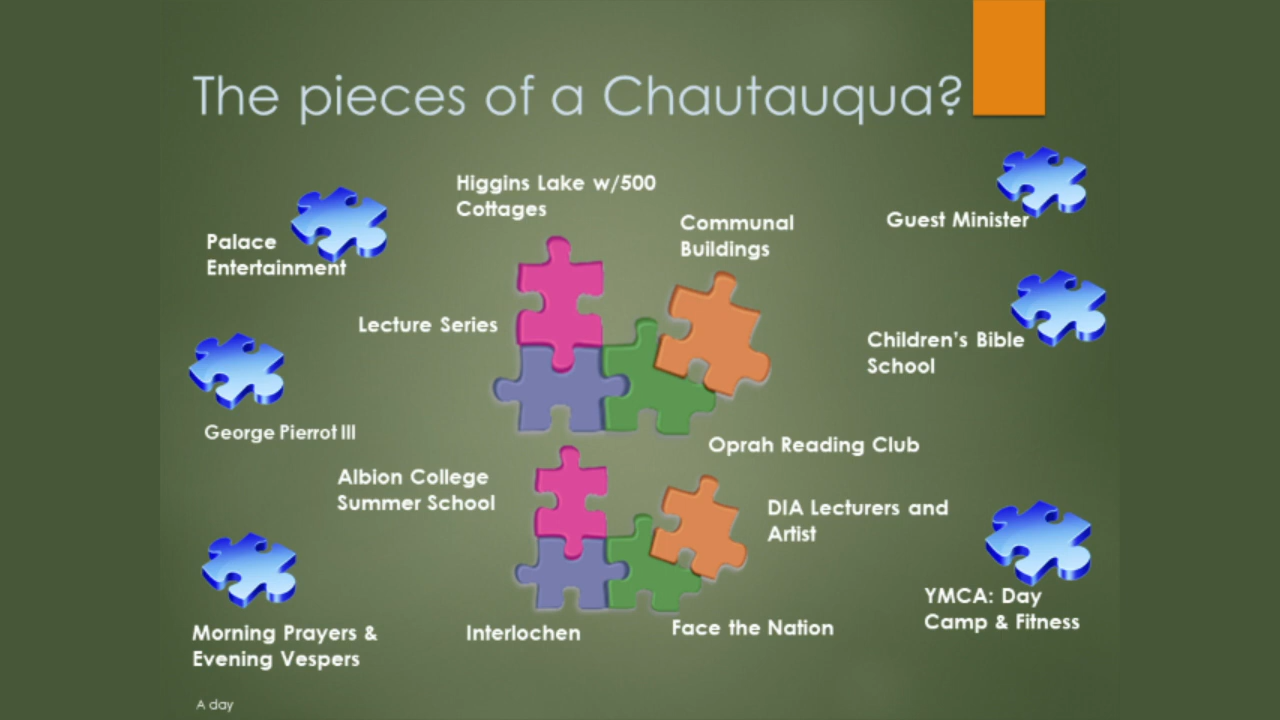 The pieces of a Chautauqua?
Higgins Lake w/500
Cottages
Communal
Buildings
Guest Minister
Palace
Entertainment
Lecture Series
Children's Bible
School
George Pierrot III
Oprah Reading Club
Albion College
Summer School
DIA Lecturers and
Artist
YMCA: Day
Camp & Fitness
Morning Prayers &
Evening Vespers
Interlochen
Face the Nation
A day